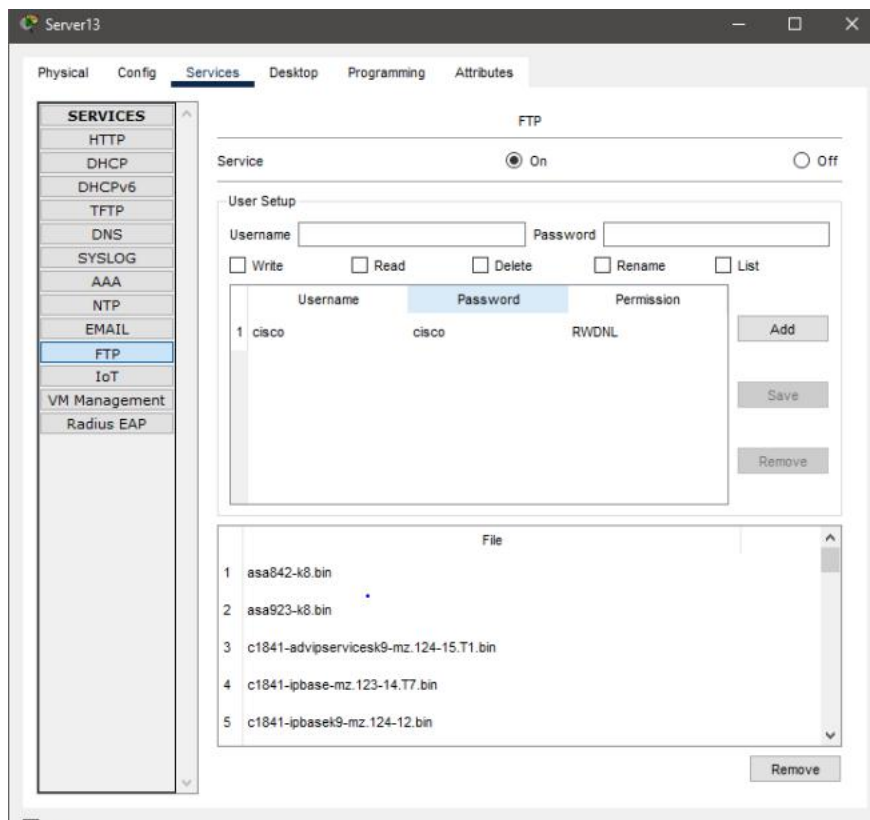 Server13
Physical Config Services Desktop Programming Attributes
SERVICES
HTTP
DHCP
DHCPv6
TFTP
DNS
SYSLOG
AAA
NTP
EMAIL
FTP
IoT
VM Management
Radius EAP
FTP
Service On Off
User Setup
Username Password
Write Read Delete Rename List
Username Password Permission
1 cisco cisco RWDNL
Add
Save
Remove
File
1 asa842-k8.bin
2 asa923-k8.bin
3 c1841-advipservicesk9-mz.124-15.T1.bin
4 c1841-ipbase-mz.123-14.T7.bin
5 c1841-ipbasek9-mz.124-12.bin
Remove